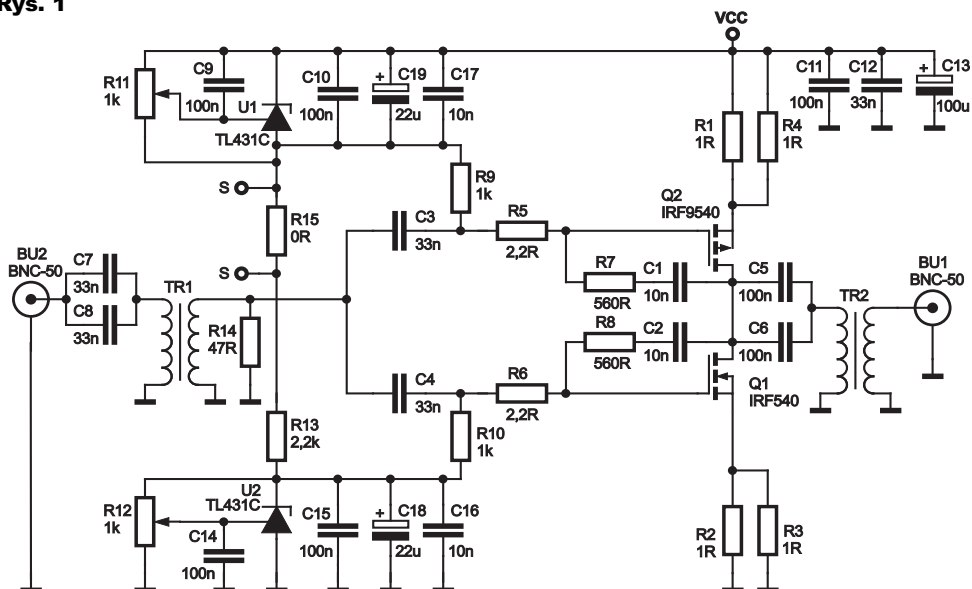 Rys. 1
VCC
R11
1k
C9
100n
U1
TL431C
C10
100n
+
C19
22u
C17
10n
C11
100n
C12
33n
+
C13
100u
R1
1R
R4
1R
S
R9
1k
R15
0R
C3
33n
R5
2,2R
Q2
IRF9540
S
BU2
BNC-50
C7
33n
C8
33n
TR1
R14
47R
R7
560R
C1
10n
C5
100n
R8
560R
C2
10n
C6
100n
TR2
BU1
BNC-50
C4
33n
R6
2,2R
Q1
IRF540
R13
2,2k
R10
1k
R12
1k
U2
TL431C
C14
100n
C15
100n
+
C18
22u
C16
10n
R2
1R
R3
1R